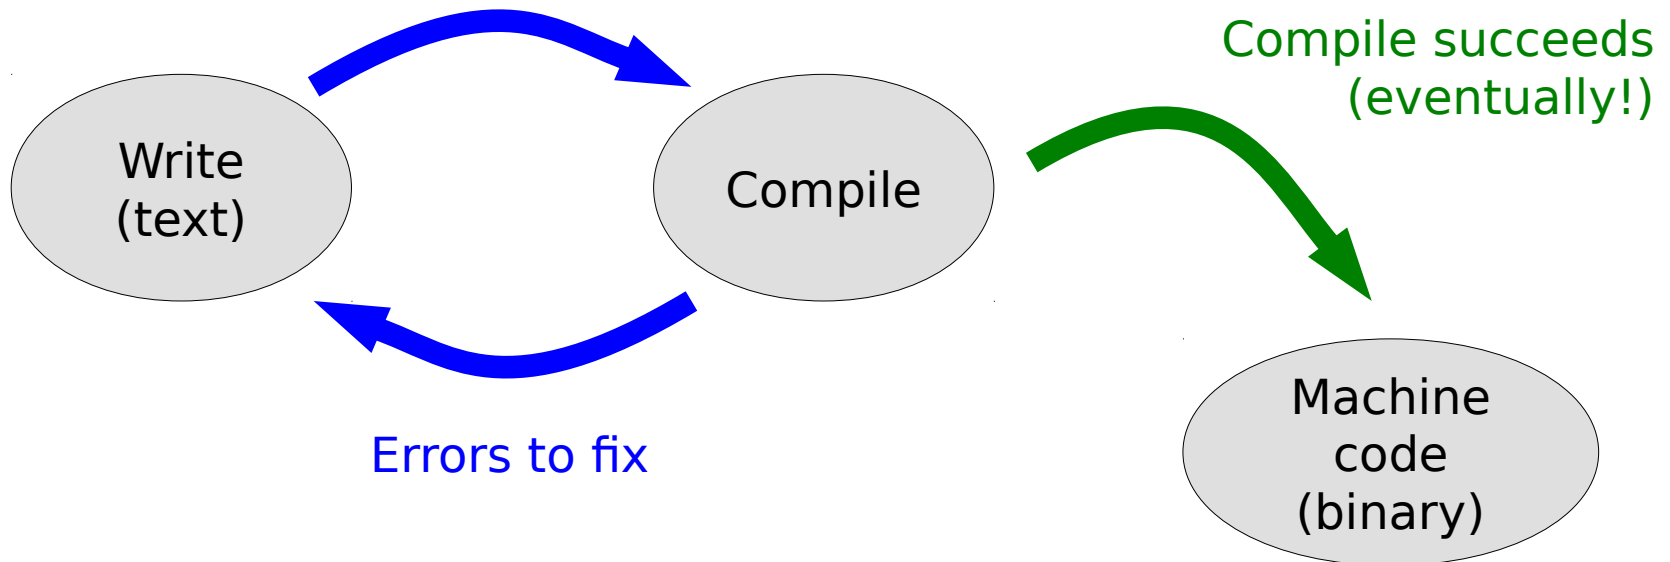 Compile succeeds
(eventually!)
Write
(text)
Compile
Errors to fix
Machine
code
(binary)